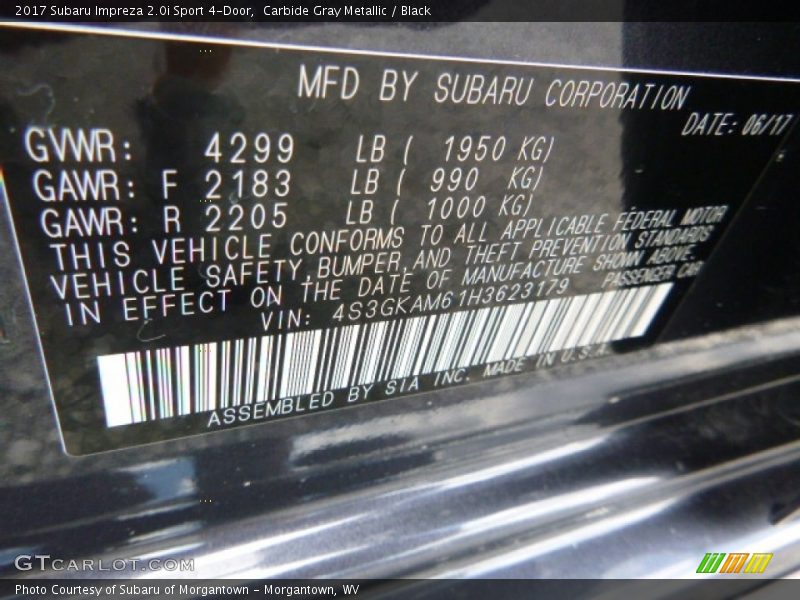 2017 Subaru Impreza 2.0i Sport 4-Door,  Carbide Gray Metallic / Black
MFD BY SUBARU CORPORATION
DATE: 06/17
GVWR: 4299 LB ( 1950 KG)
GAWR: F 2183 LB ( 990 KG)
GAWR: R 2205 LB ( 1000 KG)
THIS VEHICLE CONFORMS TO ALL APPLICABLE FEDERAL MOTOR
VEHICLE SAFETY, BUMPER, AND THEFT PREVENTION STANDARDS
IN EFFECT ON THE DATE OF MANUFACTURE SHOWN ABOVE.
VIN: 4S3GKAM61H3623179 PASSENGER CAR
ASSEMBLED BY SIA INC. MADE IN U.S.A.
GTCARLOT.COM
Photo Courtesy of Subaru of Morgantown - Morgantown, WV